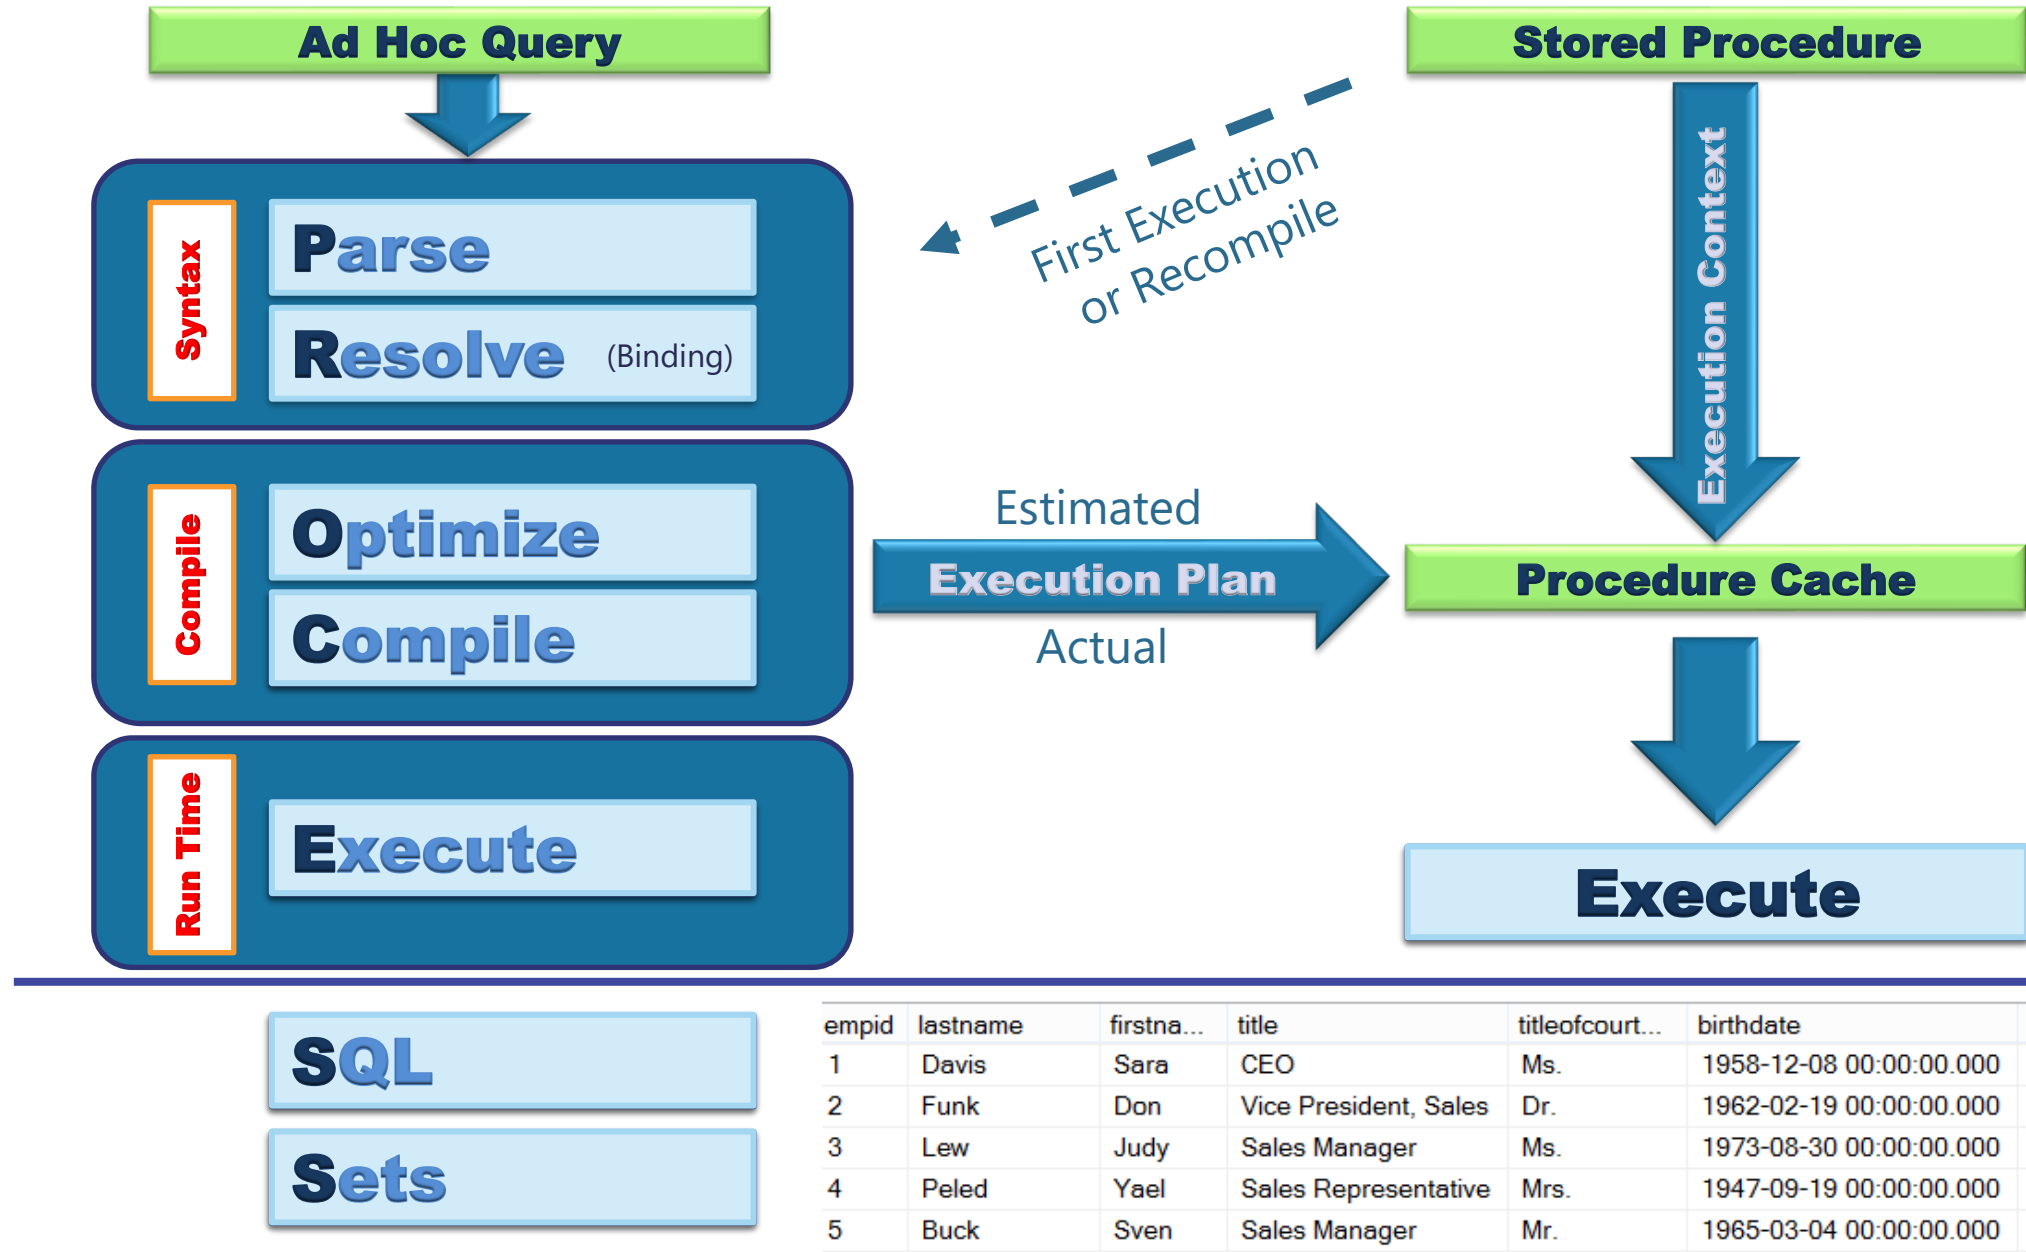 Ad Hoc Query
Stored Procedure
Syntax
Parse
Resolve (Binding)
First Execution
or Recompile
Execution Context
Compile
Optimize
Compile
Estimated
Execution Plan
Actual
Procedure Cache
Run Time
Execute
Execute
SQL
Sets
empid lastname firstna... title titleofcourt... birthdate
1 Davis Sara CEO Ms. 1958-12-08 00:00:00.000
2 Funk Don Vice President, Sales Dr. 1962-02-19 00:00:00.000
3 Lew Judy Sales Manager Ms. 1973-08-30 00:00:00.000
4 Peled Yael Sales Representative Mrs. 1947-09-19 00:00:00.000
5 Buck Sven Sales Manager Mr. 1965-03-04 00:00:00.000